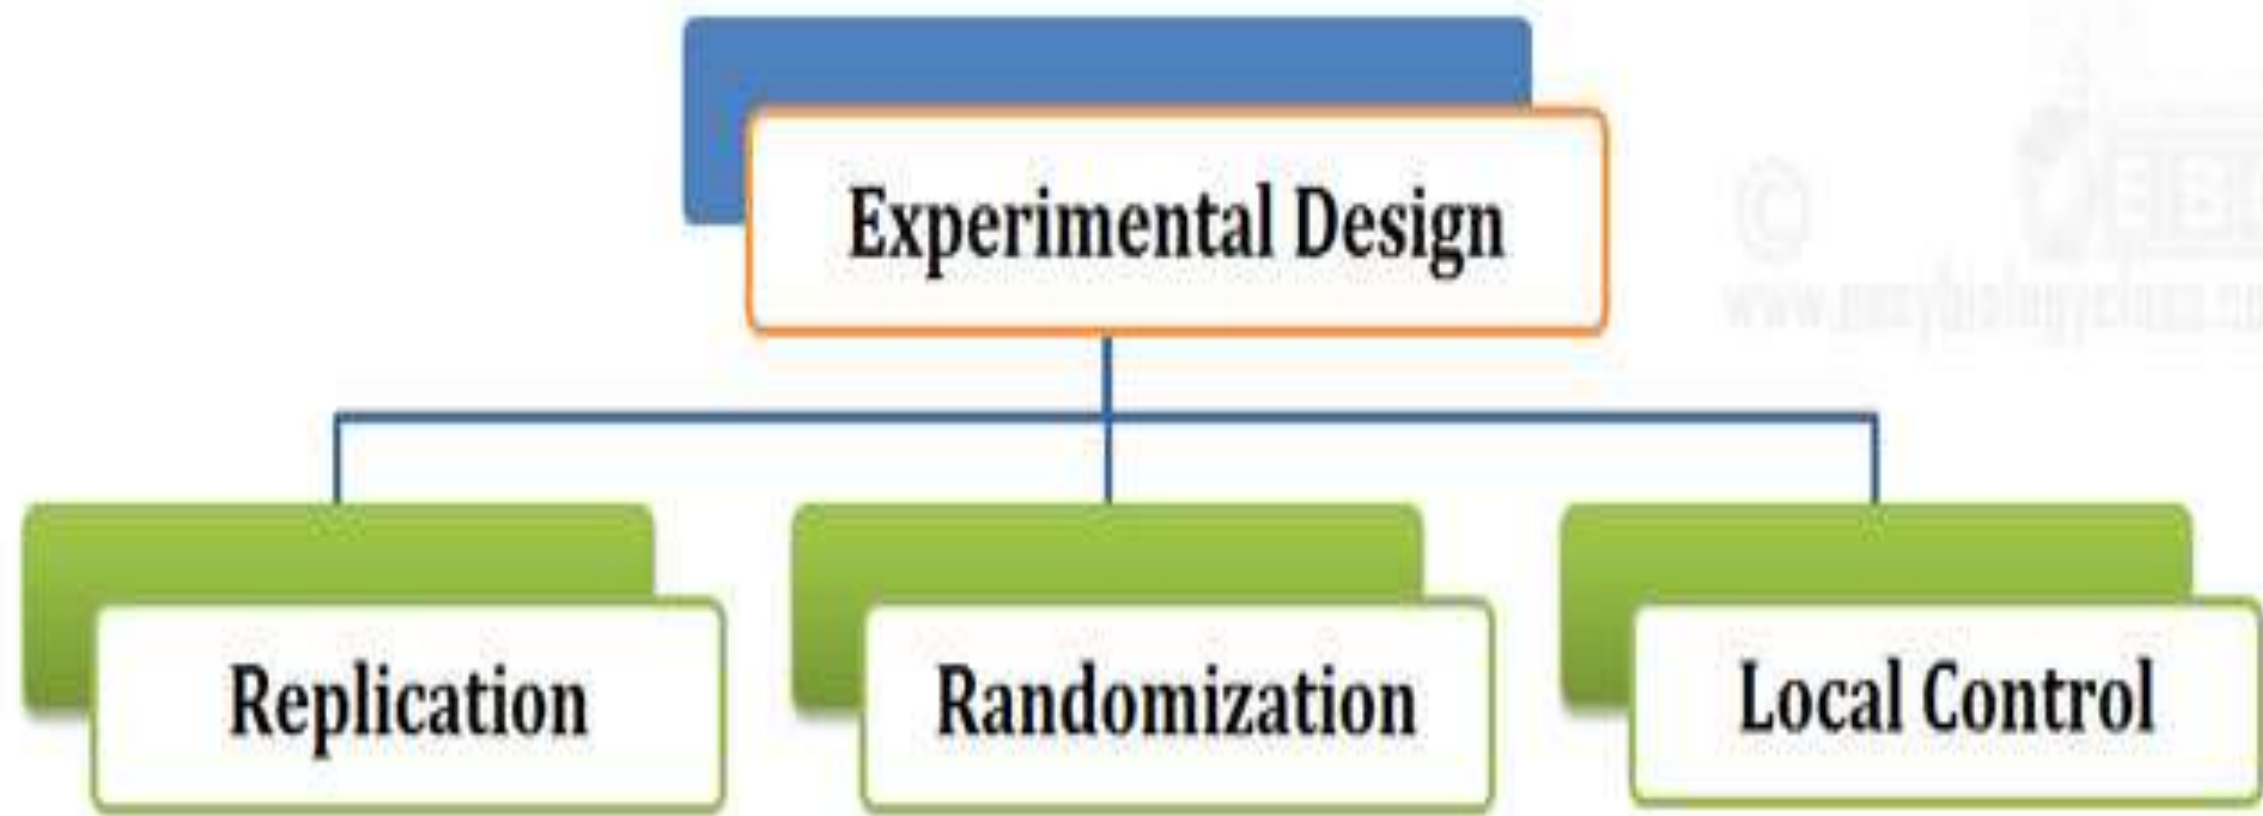 Experimental Design
©
Replication
Randomization
Local Control